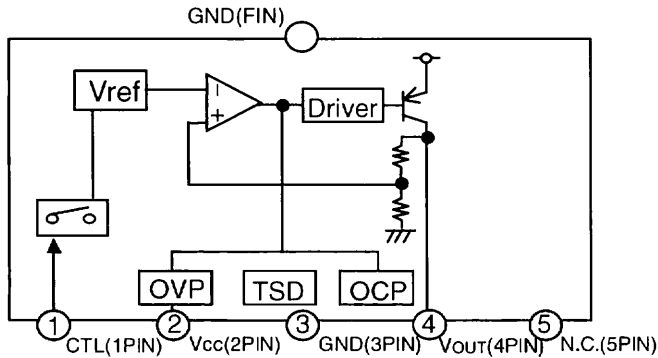 GND(FIN)
Vref
−
+
Driver
OVP
TSD
OCP
1
2
3
4
5
CTL(1PIN)
Vcc(2PIN)
GND(3PIN)
VOUT(4PIN)
N.C.(5PIN)